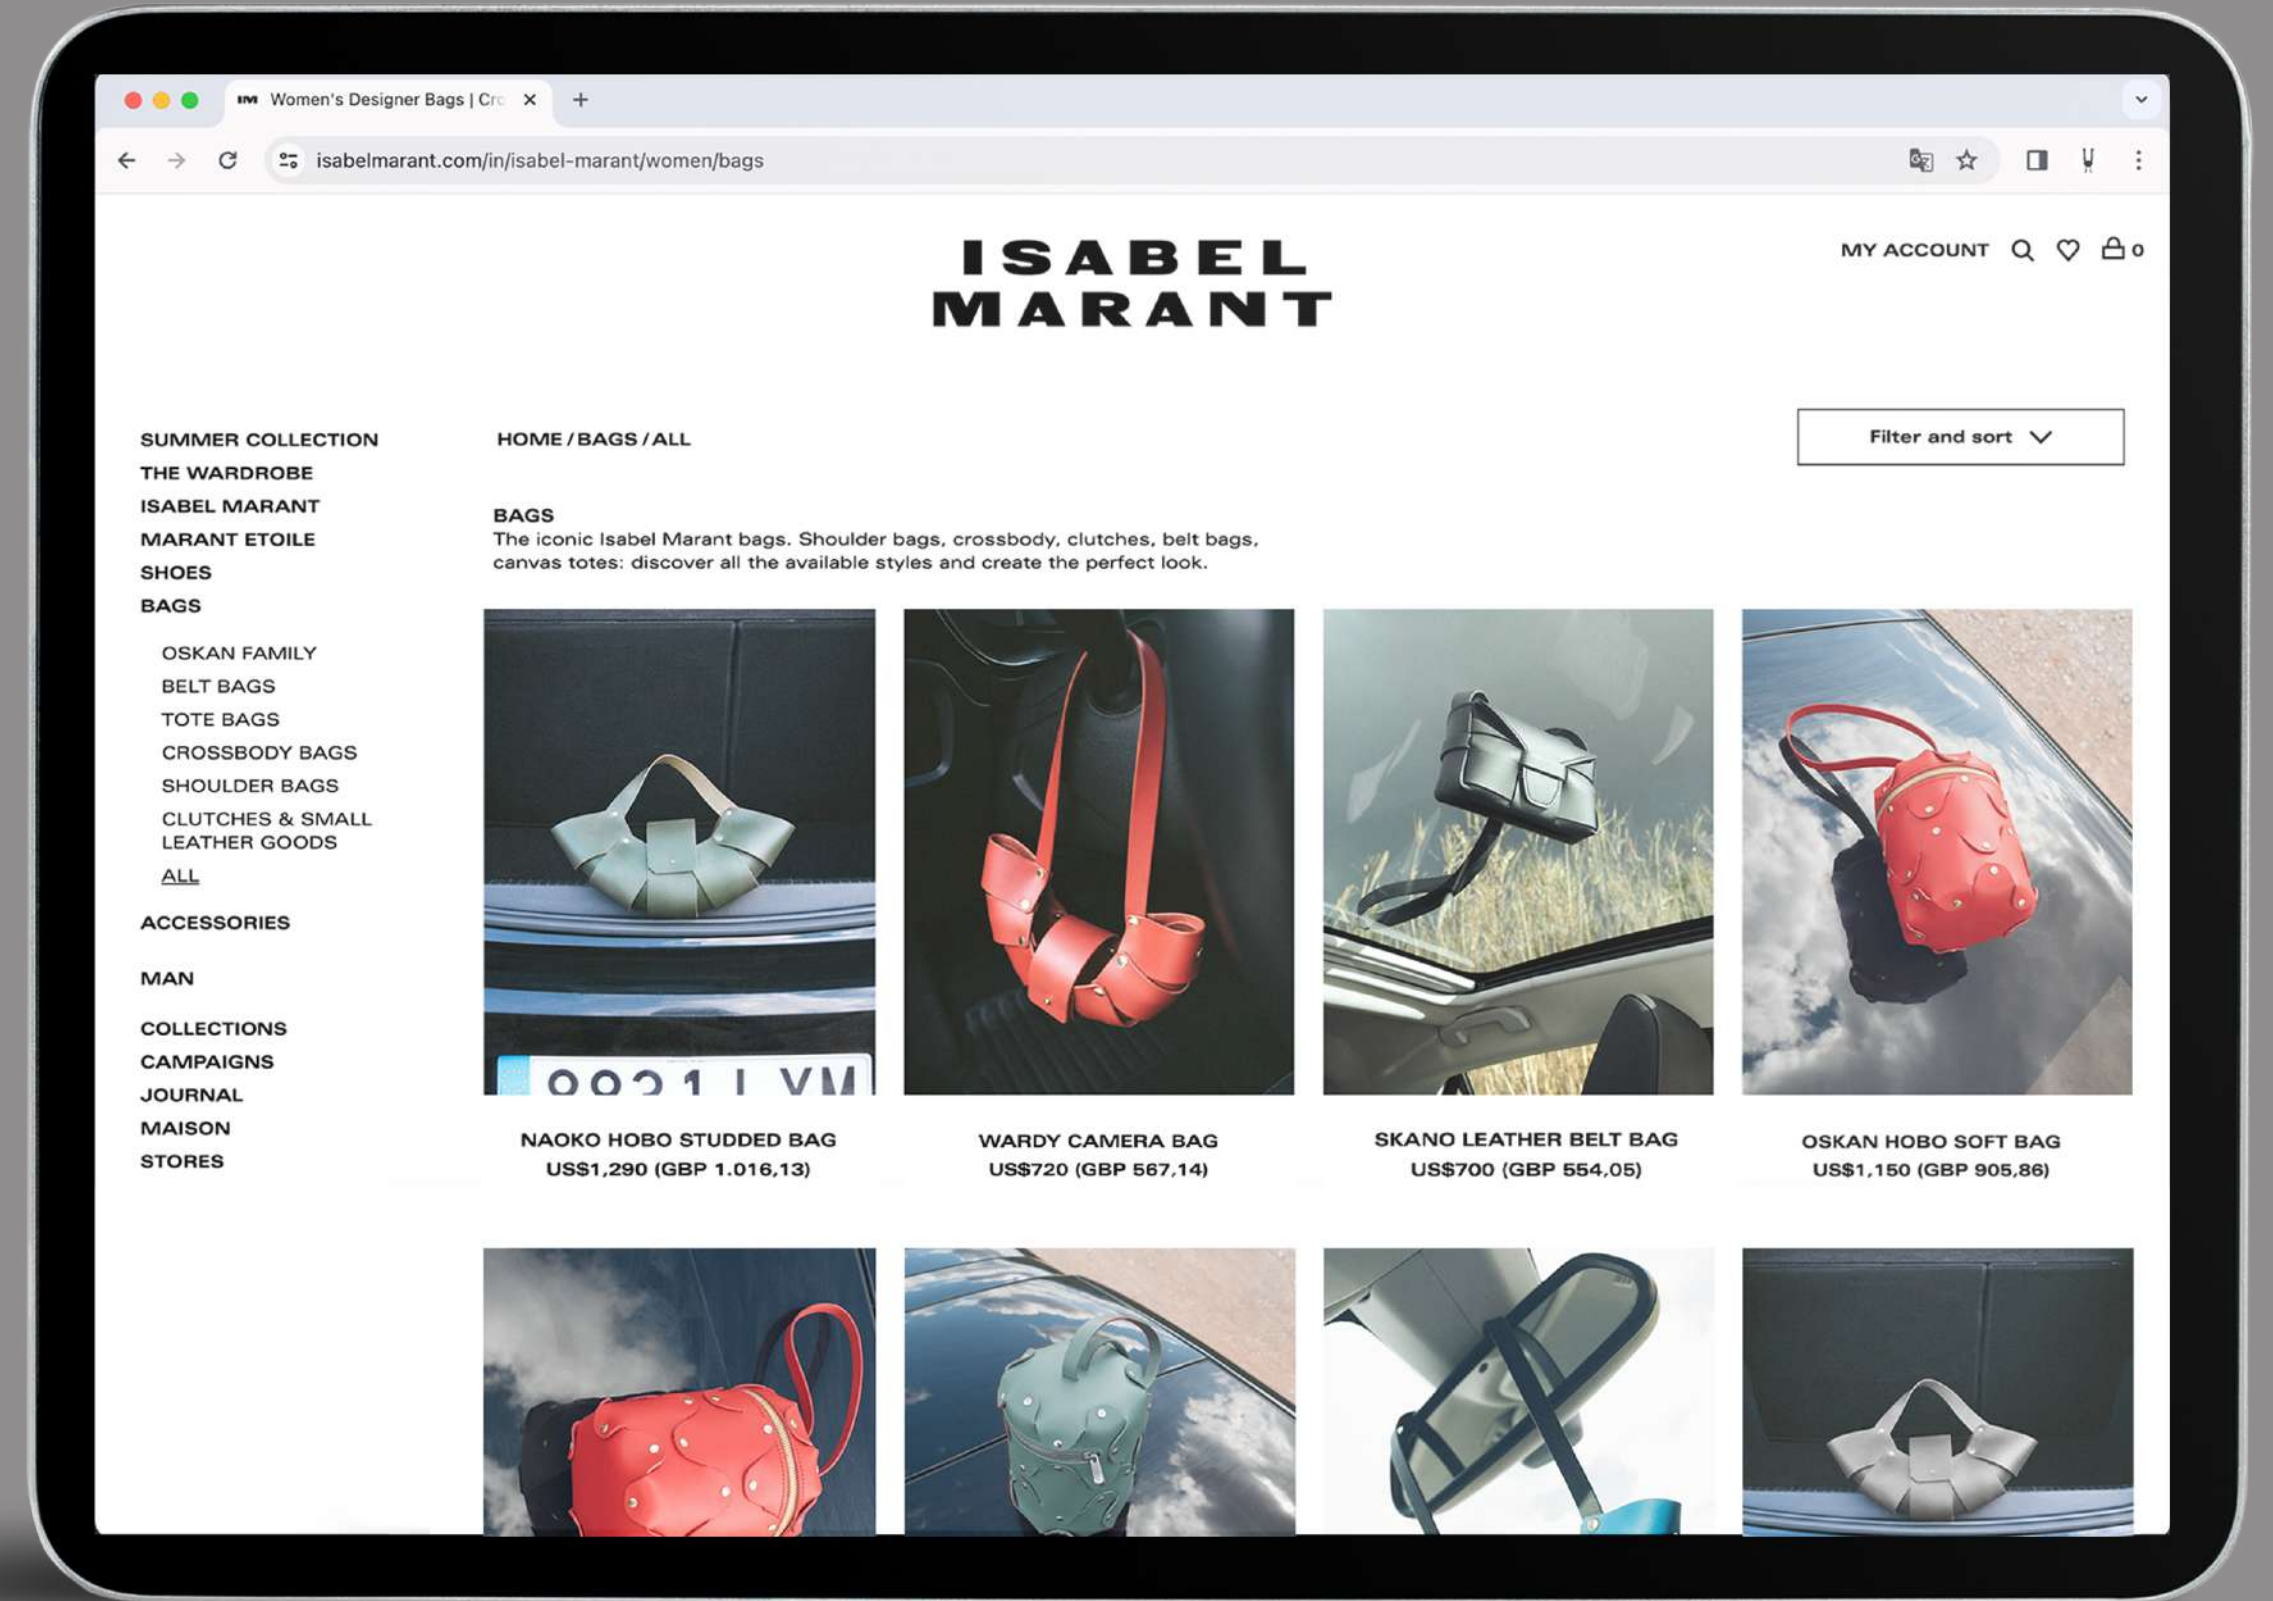 IM Women's Designer Bags | Cro
isabelmarant.com/in/isabel-marant/women/bags
ISABEL
MARANT
MY ACCOUNT
0
SUMMER COLLECTION
THE WARDROBE
ISABEL MARANT
MARANT ETOILE
SHOES
BAGS
OSKAN FAMILY
BELT BAGS
TOTE BAGS
CROSSBODY BAGS
SHOULDER BAGS
CLUTCHES & SMALL
LEATHER GOODS
ALL
ACCESSORIES
MAN
COLLECTIONS
CAMPAIGNS
JOURNAL
MAISON
STORES
HOME / BAGS / ALL
Filter and sort
BAGS
The iconic Isabel Marant bags. Shoulder bags, crossbody, clutches, belt bags,
canvas totes: discover all the available styles and create the perfect look.
NAOKO HOBO STUDDED BAG
US$1,290 (GBP 1.016,13)
WARDY CAMERA BAG
US$720 (GBP 567,14)
SKANO LEATHER BELT BAG
US$700 (GBP 554,05)
OSKAN HOBO SOFT BAG
US$1,150 (GBP 905,86)